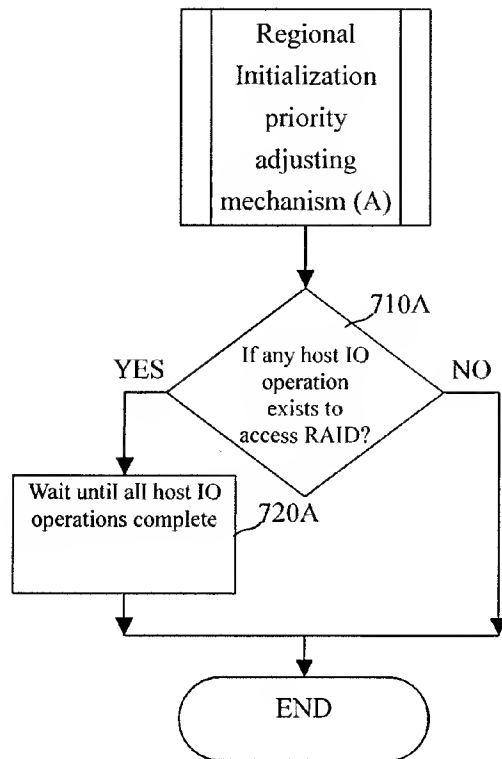 Regional
Initialization
priority
adjusting
mechanism (A)
710A
If any host IO
operation
exists to
access RAID?
YES
NO
Wait until all host IO
operations complete
720A
END